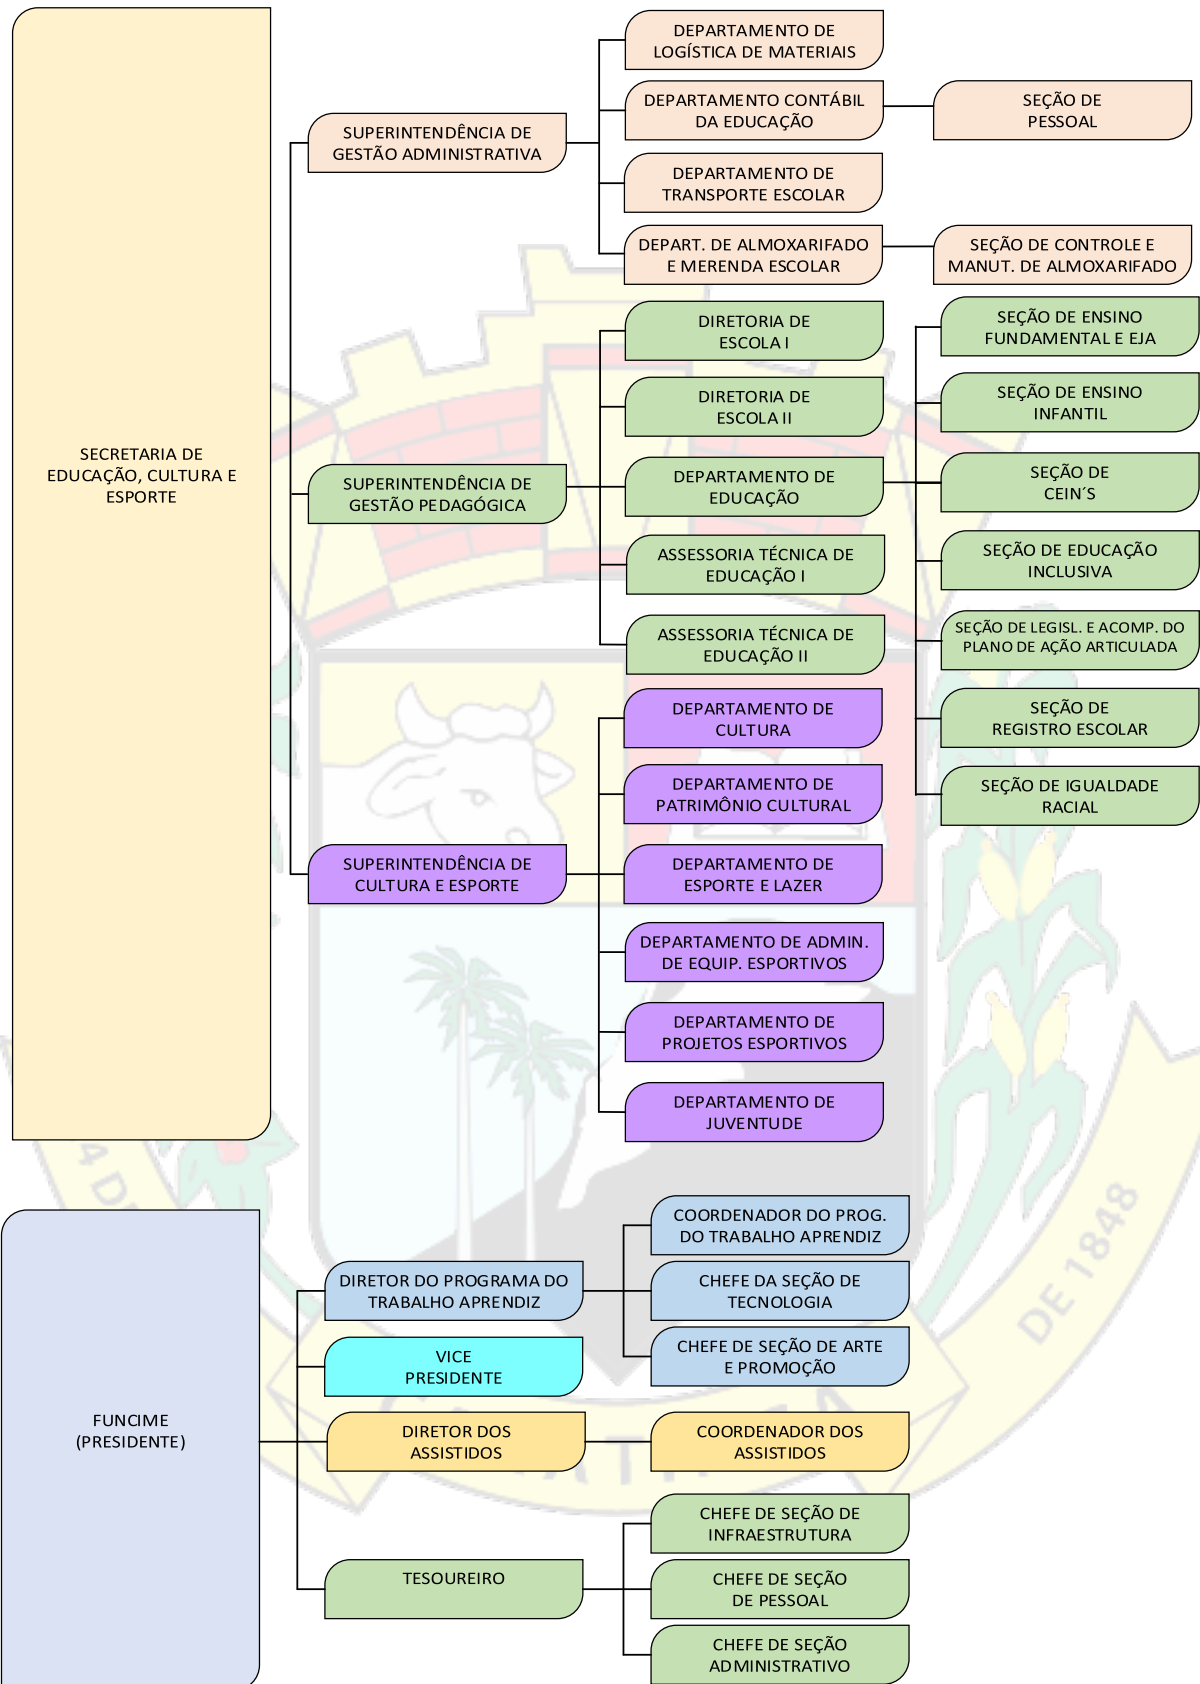 SECRETARIA DE
EDUCAÇÃO, CULTURA E
ESPORTE
SUPERINTENDÊNCIA DE
GESTÃO ADMINISTRATIVA
DEPARTAMENTO DE
LOGÍSTICA DE MATERIAIS
DEPARTAMENTO CONTÁBIL
DA EDUCAÇÃO
SEÇÃO DE
PESSOAL
DEPARTAMENTO DE
TRANSPORTE ESCOLAR
DEPART. DE ALMOXARIFADO
E MERENDA ESCOLAR
SEÇÃO DE CONTROLE E
MANUT. DE ALMOXARIFADO
SUPERINTENDÊNCIA DE
GESTÃO PEDAGÓGICA
DIRETORIA DE
ESCOLA I
DIRETORIA DE
ESCOLA II
DEPARTAMENTO DE
EDUCAÇÃO
ASSESSORIA TÉCNICA DE
EDUCAÇÃO I
ASSESSORIA TÉCNICA DE
EDUCAÇÃO II
SEÇÃO DE ENSINO
FUNDAMENTAL E EJA
SEÇÃO DE ENSINO
INFANTIL
SEÇÃO DE
CEIN´S
SEÇÃO DE EDUCAÇÃO
INCLUSIVA
SEÇÃO DE LEGISL. E ACOMP. DO
PLANO DE AÇÃO ARTICULADA
SEÇÃO DE
REGISTRO ESCOLAR
SEÇÃO DE IGUALDADE
RACIAL
SUPERINTENDÊNCIA DE
CULTURA E ESPORTE
DEPARTAMENTO DE
CULTURA
DEPARTAMENTO DE
PATRIMÔNIO CULTURAL
DEPARTAMENTO DE
ESPORTE E LAZER
DEPARTAMENTO DE ADMIN.
DE EQUIP. ESPORTIVOS
DEPARTAMENTO DE
PROJETOS ESPORTIVOS
DEPARTAMENTO DE
JUVENTUDE
FUNCIME
(PRESIDENTE)
DIRETOR DO PROGRAMA DO
TRABALHO APRENDIZ
COORDENADOR DO PROG.
DO TRABALHO APRENDIZ
CHEFE DA SEÇÃO DE
TECNOLOGIA
CHEFE DE SEÇÃO DE ARTE
E PROMOÇÃO
VICE
PRESIDENTE
DIRETOR DOS
ASSISTIDOS
COORDENADOR DOS
ASSISTIDOS
TESOUREIRO
CHEFE DE SEÇÃO DE
INFRAESTRUTURA
CHEFE DE SEÇÃO
DE PESSOAL
CHEFE DE SEÇÃO
ADMINISTRATIVO
DE 1848